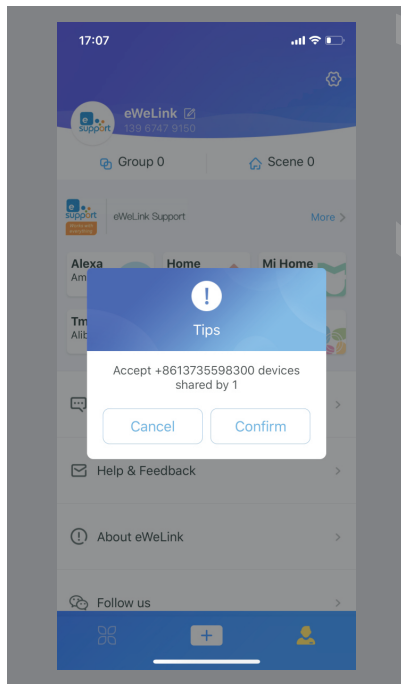 17:07
eWeLink
139 6747 9150
e
support
Group 0
Scene 0
e
support
eWeLink Support
More >
Alexa
Am
Home
Mi Home
Tm
Alib
!
Tips
Accept +8613735598300 devices
shared by 1
Cancel
Confirm
Help & Feedback
About eWeLink
Follow us